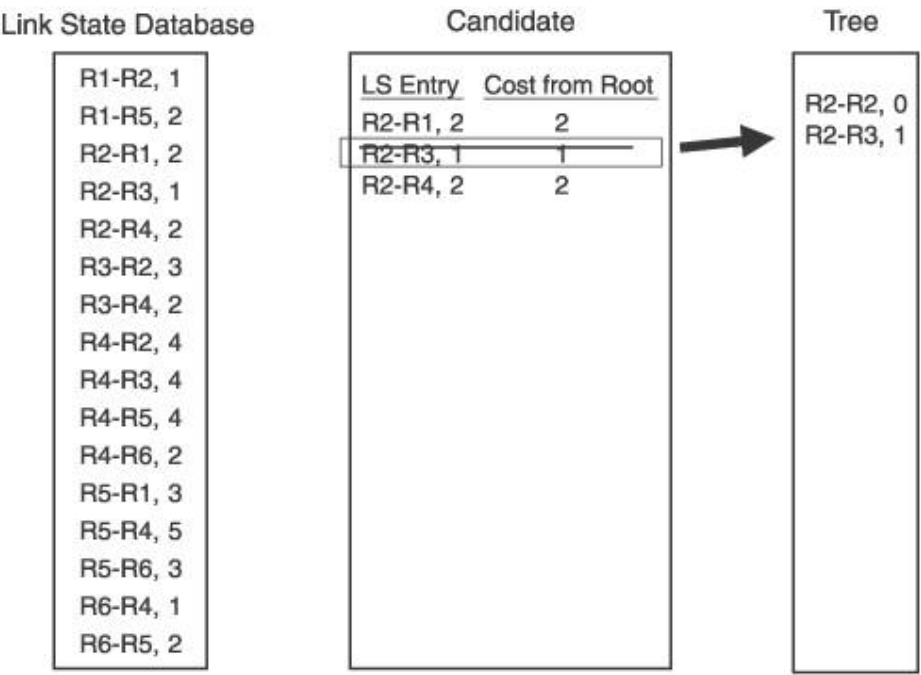 Link State Database
R1-R2, 1
R1-R5, 2
R2-R1, 2
R2-R3, 1
R2-R4, 2
R3-R2, 3
R3-R4, 2
R4-R2, 4
R4-R3, 4
R4-R5, 4
R4-R6, 2
R5-R1, 3
R5-R4, 5
R5-R6, 3
R6-R4, 1
R6-R5, 2
Candidate
LS Entry Cost from Root
R2-R1, 2 2
R2-R3, 1 1
R2-R4, 2 2
Tree
R2-R2, 0
R2-R3, 1